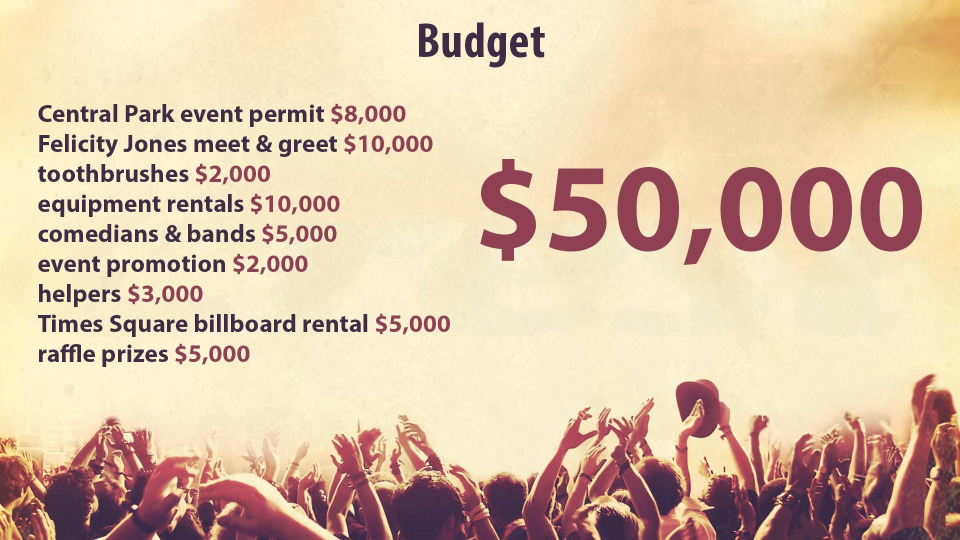 Budget
Central Park event permit $8,000
Felicity Jones meet & greet $10,000
toothbrushes $2,000
equipment rentals $10,000
comedians & bands $5,000
event promotion $2,000
helpers $3,000
Times Square billboard rental $5,000
raffle prizes $5,000
$50,000